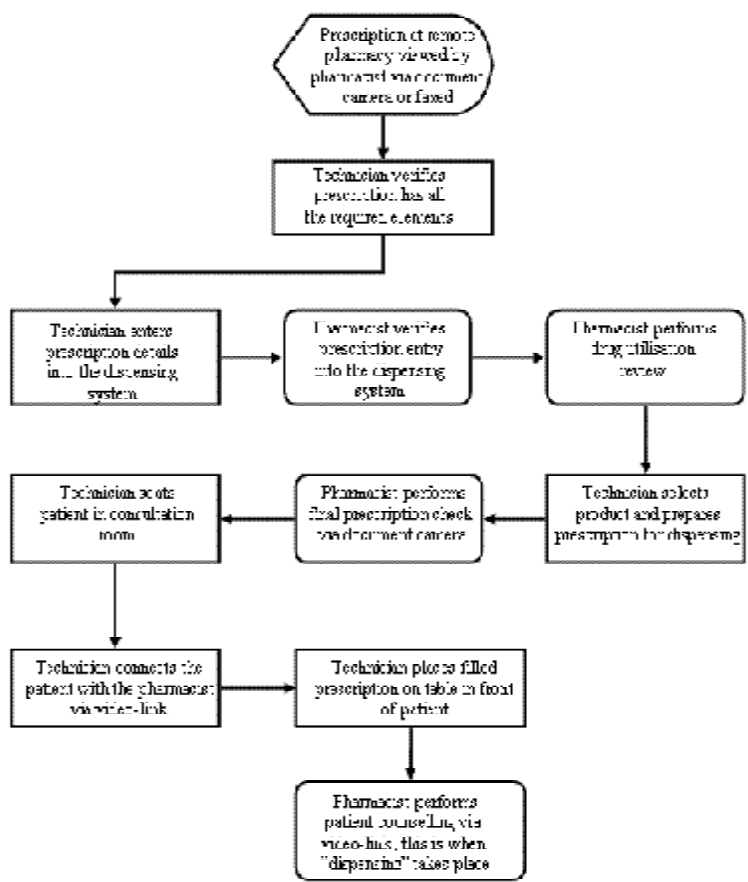 Prescription at remote
pharmacy viewed by
pharmacist via document
camera or faxed
Technician verifies
prescription has all
the required elements
Technician enters
prescription details
into the dispensing
system
Pharmacist verifies
prescription entry
into the dispensing
system
Pharmacist performs
drug utilisation
review
Technician seats
patient in consultation
room
Pharmacist performs
final prescription check
via document camera
Technician selects
product and prepares
prescription for dispensing
Technician connects the
patient with the pharmacist
via video-link
Technician places filled
prescription on table in front
of patient
Pharmacist performs
patient counselling via
video-link, this is when
"dispensing" takes place